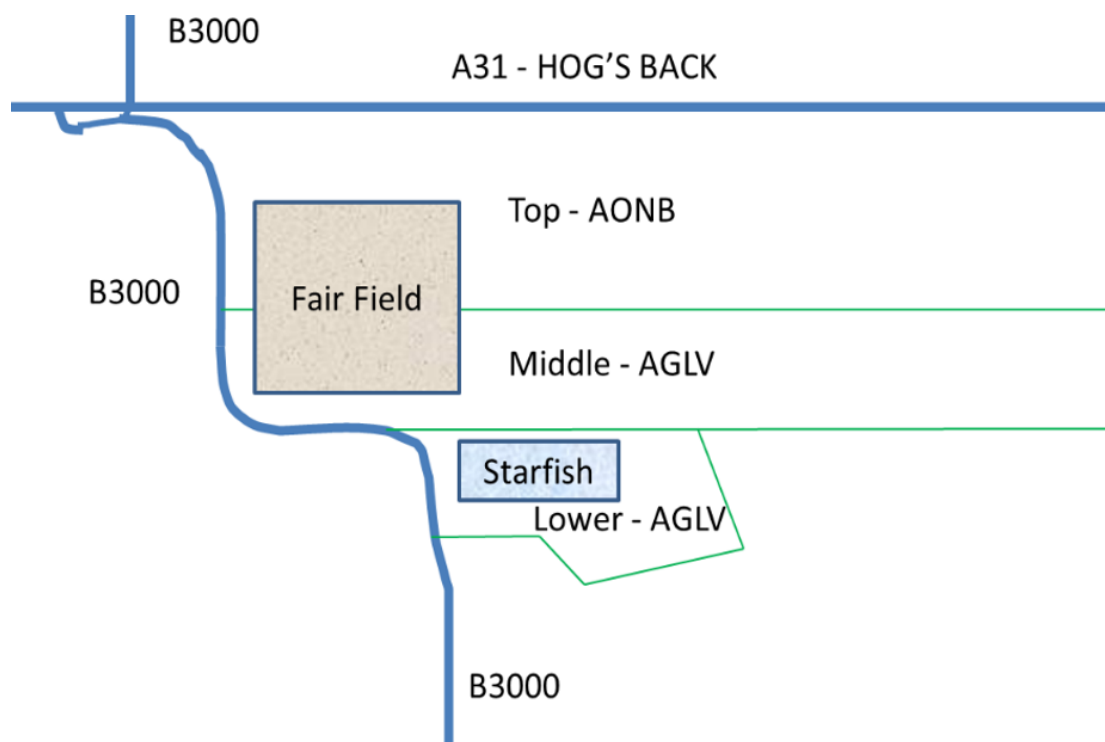 B3000
A31 - HOG’S BACK
Top - AONB
B3000
Fair Field
Middle - AGLV
Starfish
Lower - AGLV
B3000